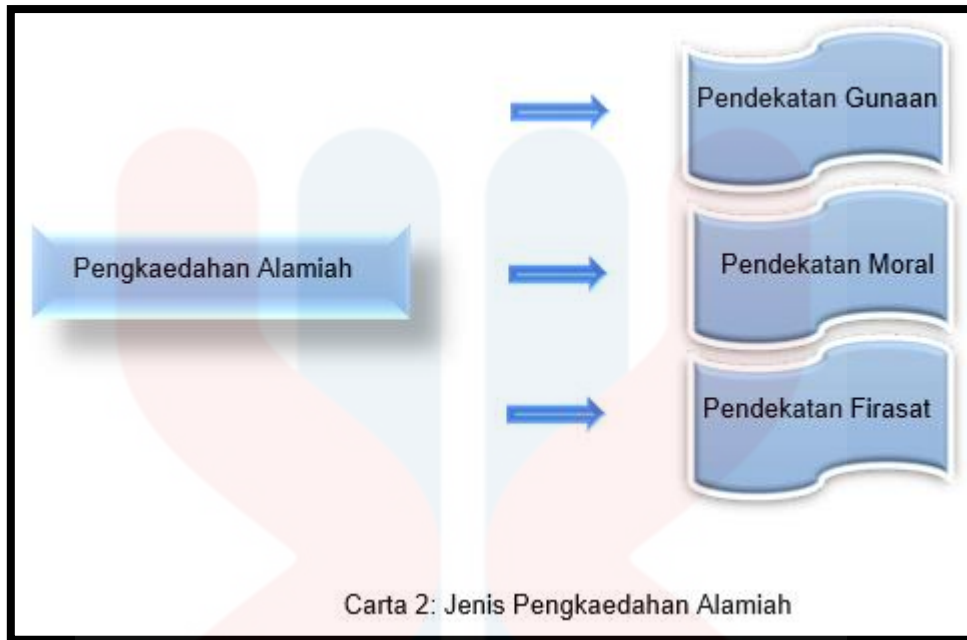 Pendekatan Gunaan
Pengkaedahan Alamiah
Pendekatan Moral
Pendekatan Firasat
Carta 2: Jenis Pengkaedahan Alamiah